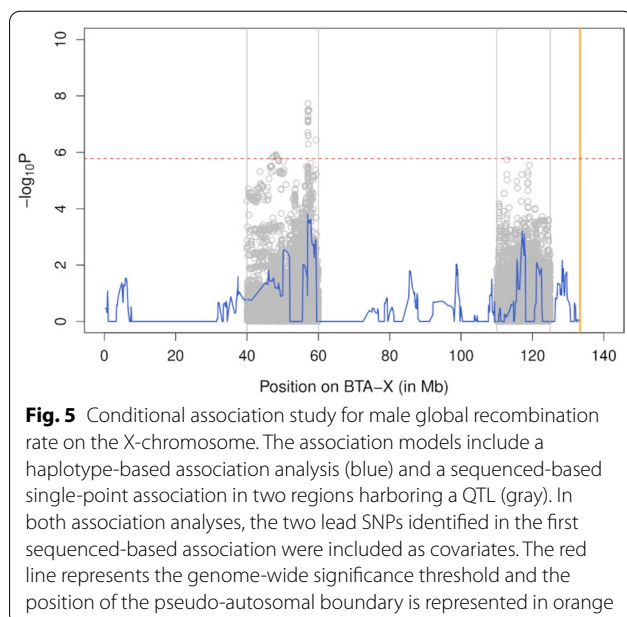 10
8
6
4
2
0
−log₁₀P
0 20 40 60 80 100 120 140
Position on BTA−X (in Mb)
Fig. 5 Conditional association study for male global recombination
rate on the X-chromosome. The association models include a
haplotype-based association analysis (blue) and a sequenced-based
single-point association in two regions harboring a QTL (gray). In
both association analyses, the two lead SNPs identified in the first
sequenced-based association were included as covariates. The red
line represents the genome-wide significance threshold and the
position of the pseudo-autosomal boundary is represented in orange